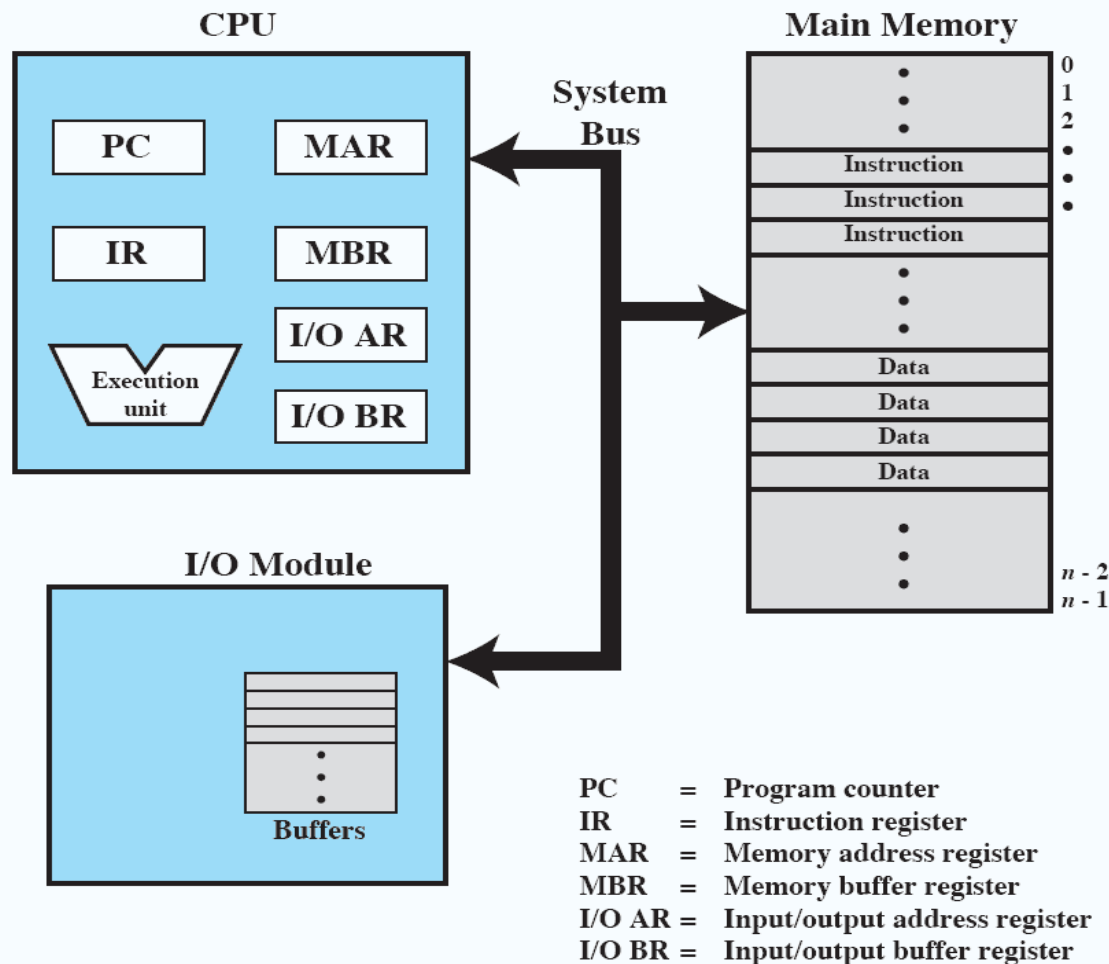 CPU
PC
MAR
IR
MBR
I/O AR
I/O BR
Execution
unit
System
Bus
Main Memory
0
1
2
Instruction
Instruction
Instruction
Data
Data
Data
Data
n - 2
n - 1
I/O Module
Buffers
PC = Program counter
IR = Instruction register
MAR = Memory address register
MBR = Memory buffer register
I/O AR = Input/output address register
I/O BR = Input/output buffer register